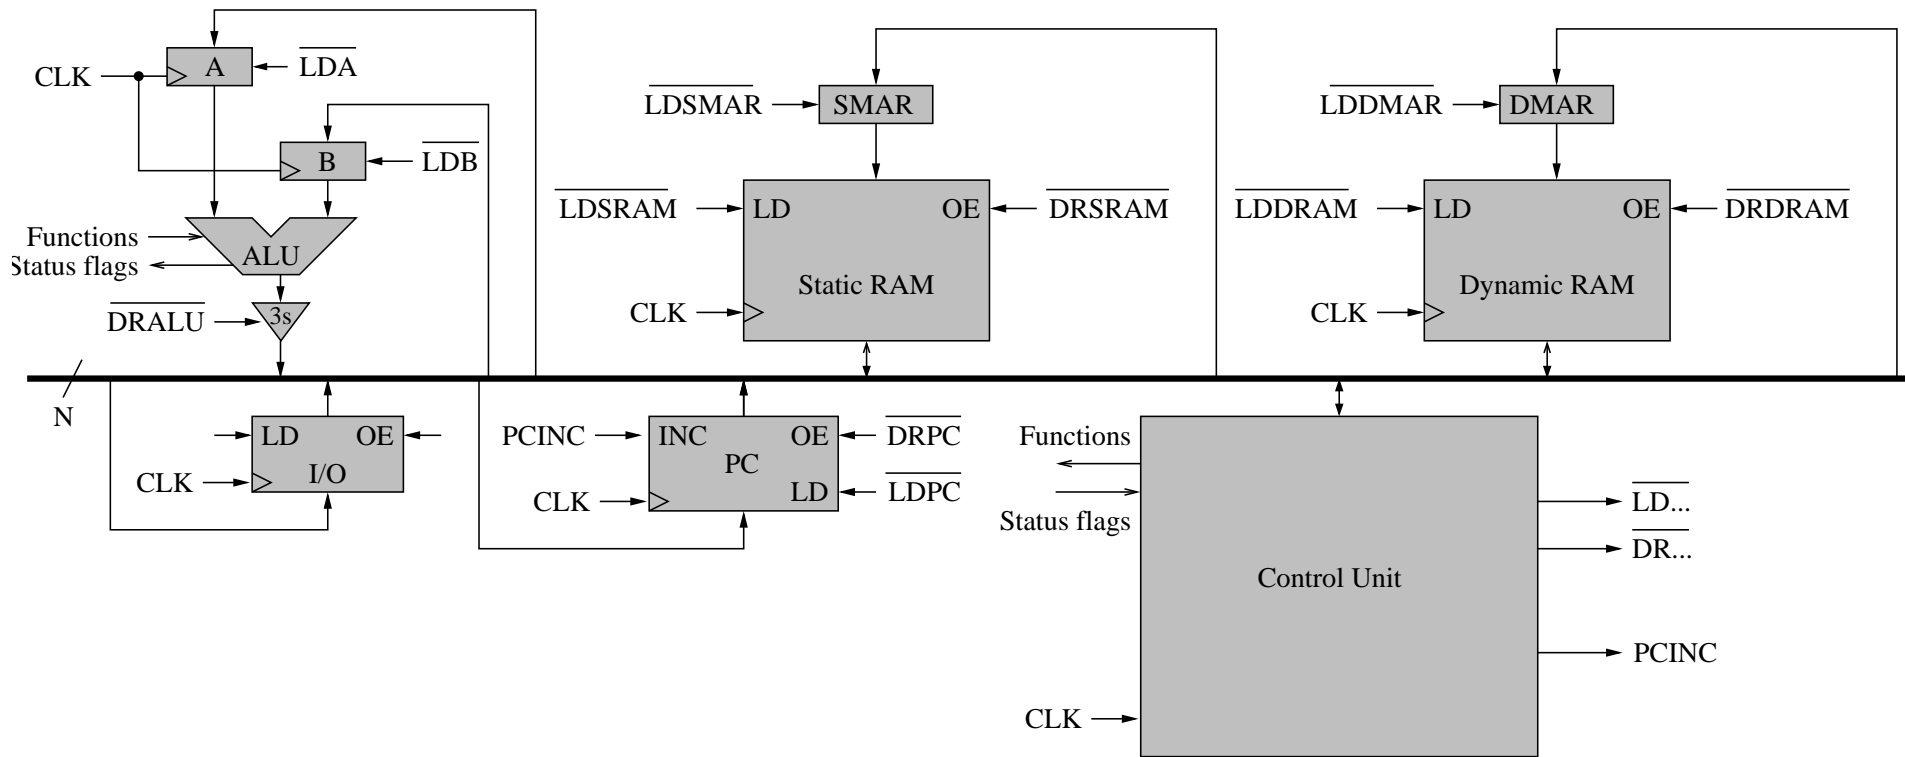 CLK
A
LDA
B
LDB
Functions
Status flags
ALU
DRALU
3s
LDSMAR
SMAR
LDSRAM
LD
OE
DRSRAM
Static RAM
CLK
LDDMAR
DMAR
LDDRAM
LD
OE
DRDRAM
Dynamic RAM
CLK
N
LD
OE
I/O
CLK
PCINC
INC
OE
DRPC
PC
LD
LDPC
CLK
Functions
Status flags
Control Unit
LD...
DR...
PCINC
CLK